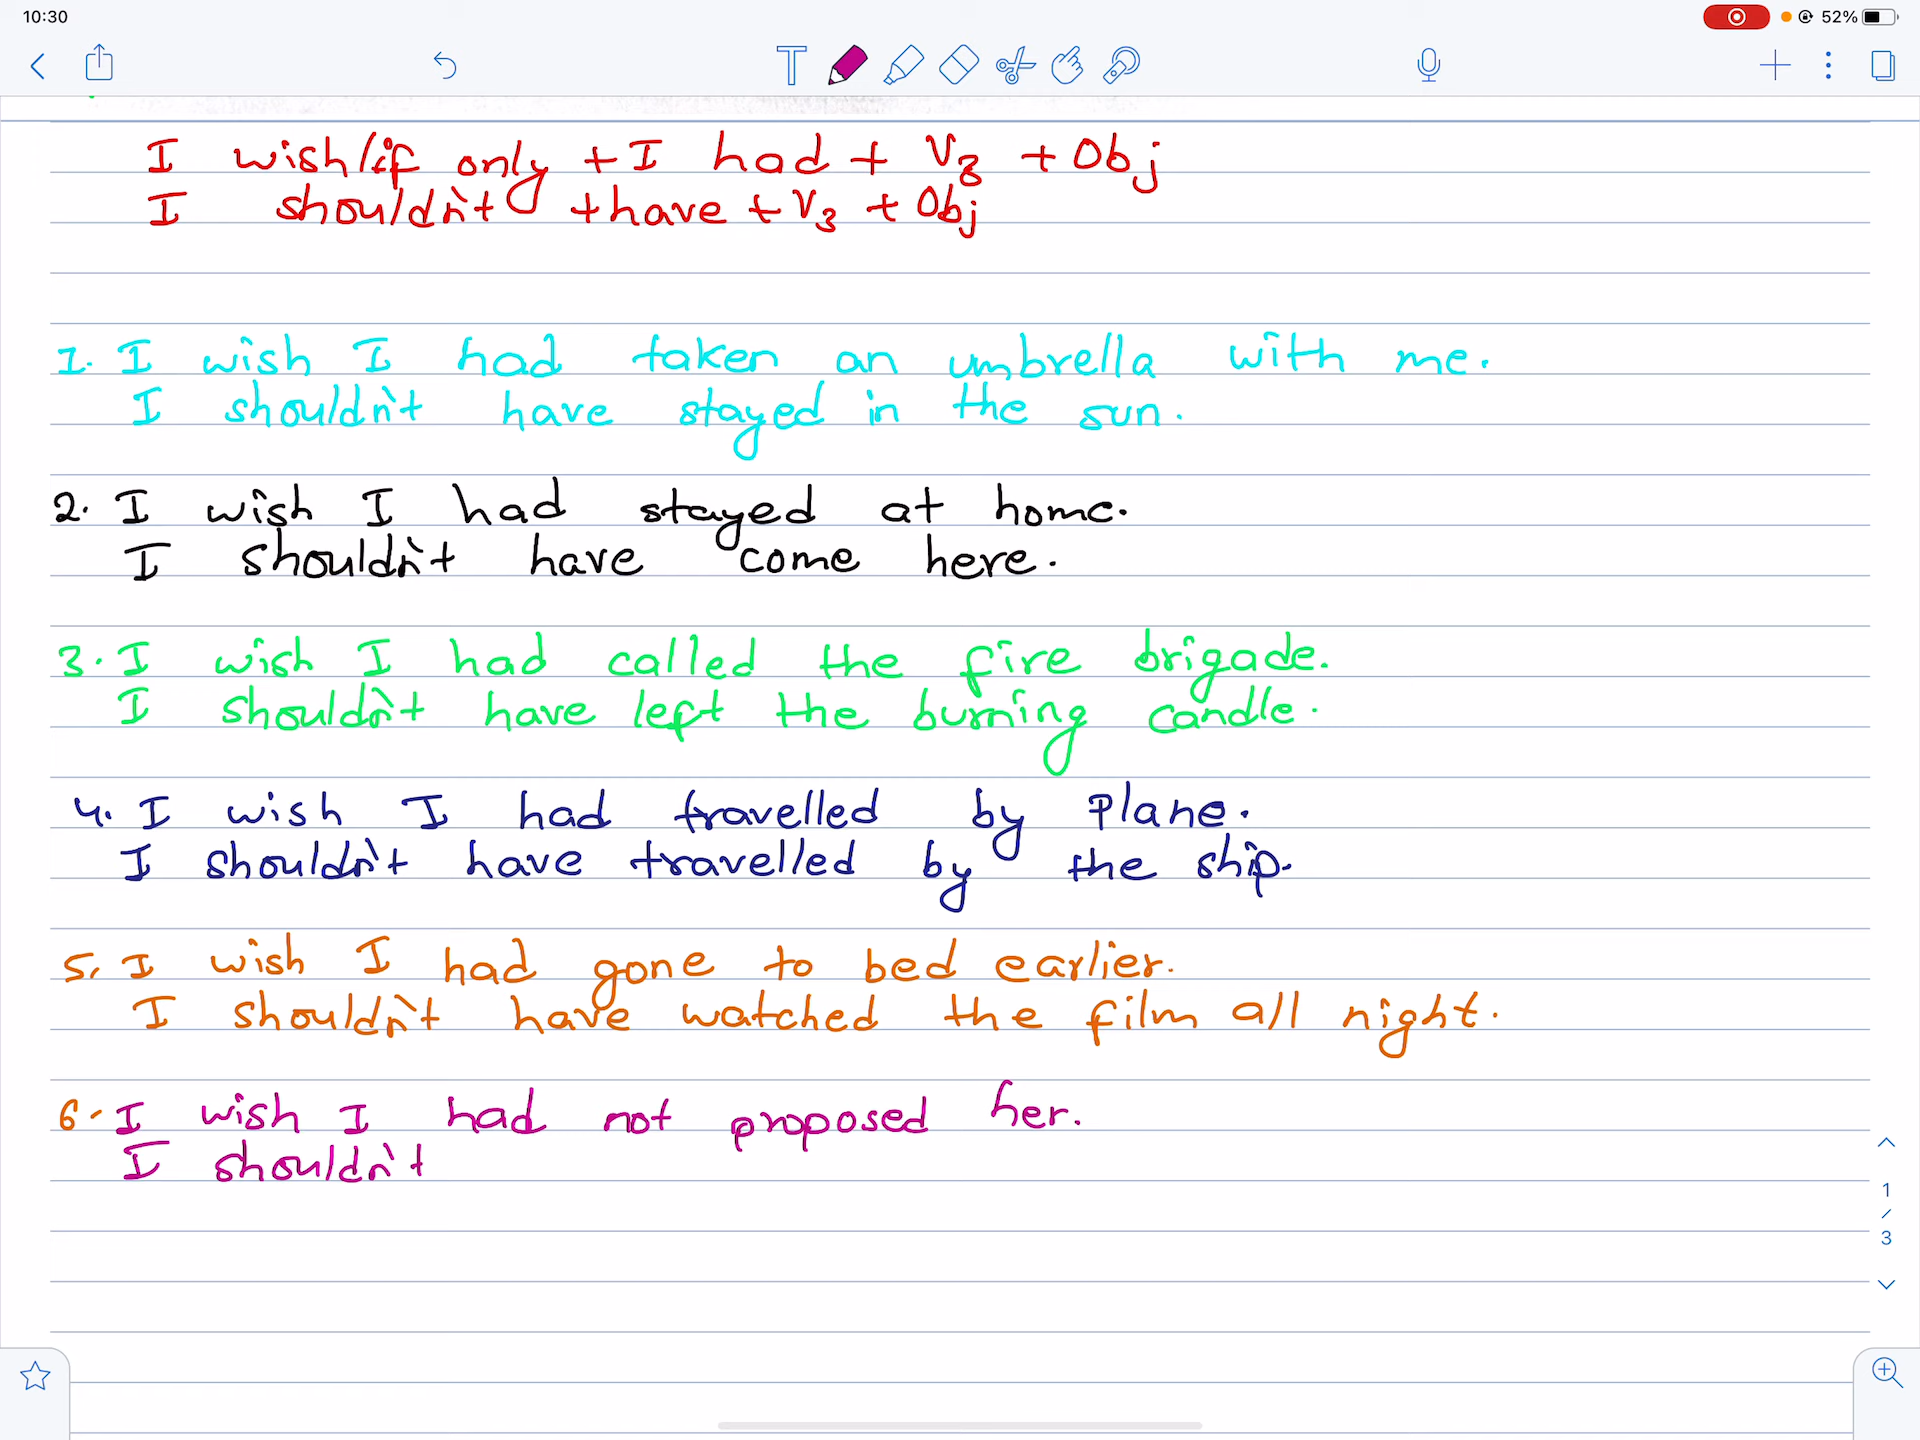 10:30
52%
I wish/if only + I had + V3 + Obj
I shouldn't + have + V3 + Obj
1. I wish I had taken an umbrella with me.
I shouldn't have stayed in the sun.
2. I wish I had stayed at home.
I shouldn't have come here.
3. I wish I had called the fire brigade.
I shouldn't have left the burning candle.
4. I wish I had travelled by Plane.
I shouldn't have travelled by the ship.
5. I wish I had gone to bed earlier.
I shouldn't have watched the film all night.
6. I wish I had not proposed her.
I shouldn't
1
/
3